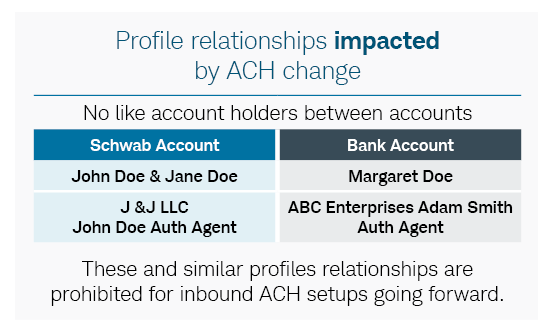 Profile relationships impacted
by ACH change
No like account holders between accounts
Schwab Account
Bank Account
John Doe & Jane Doe
Margaret Doe
J &J LLC
John Doe Auth Agent
ABC Enterprises Adam Smith
Auth Agent
These and similar profiles relationships are
prohibited for inbound ACH setups going forward.